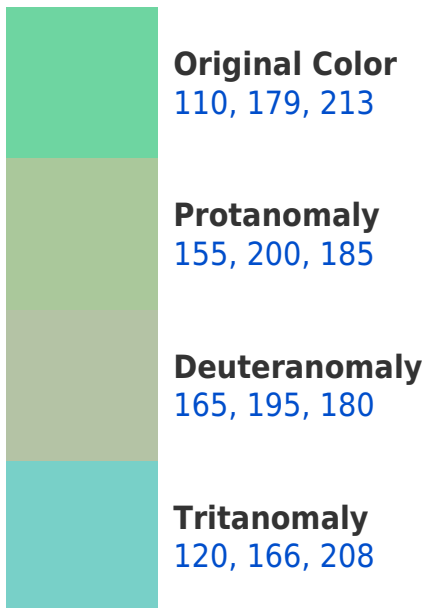 Original Color
110, 179, 213
Protanomaly
155, 200, 185
Deuteranomaly
165, 195, 180
Tritanomaly
120, 166, 208